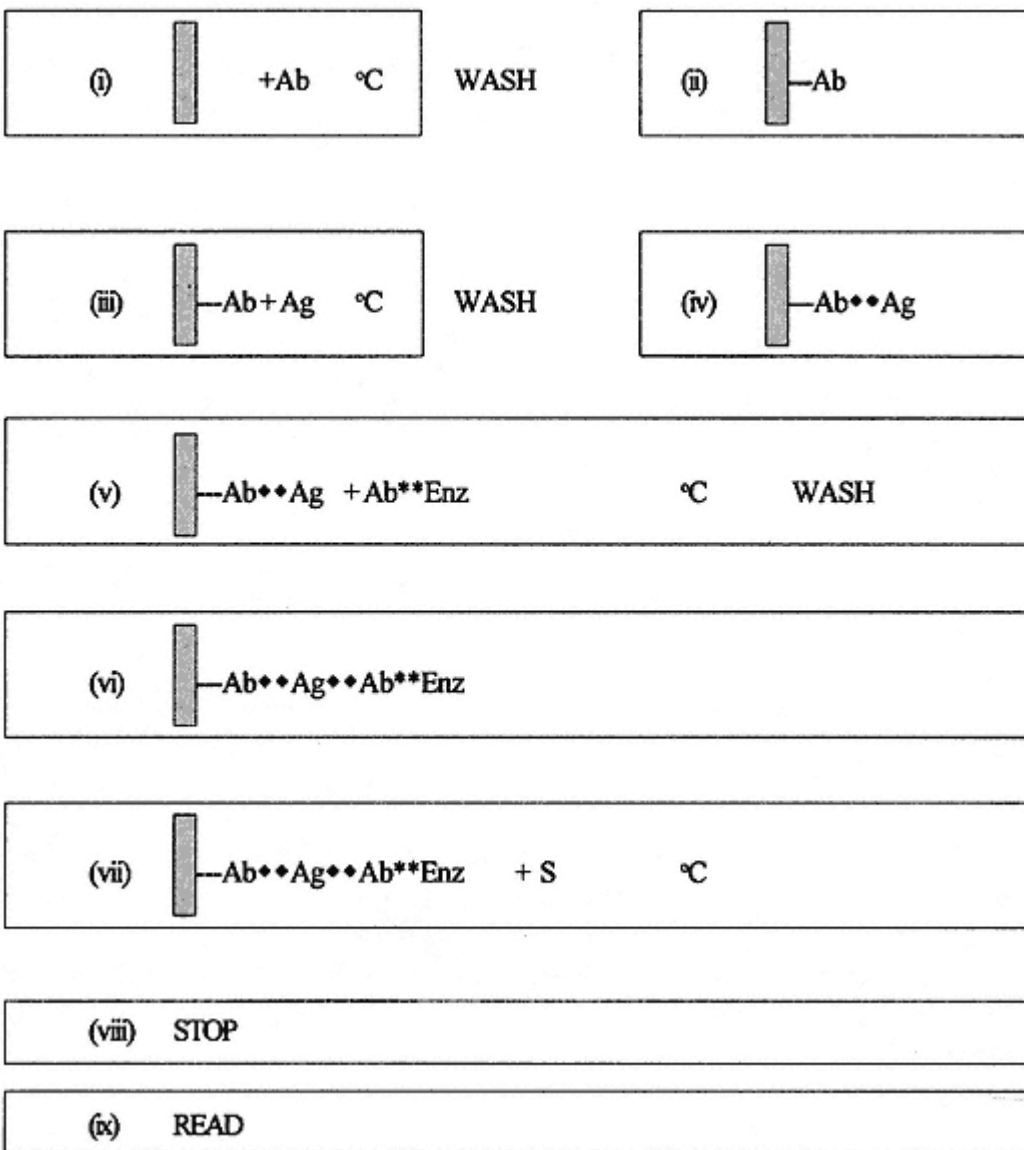 (i) +Ab °C WASH (ii) —Ab
(iii) ---Ab+Ag °C WASH (iv) —Ab◆◆Ag
(v) ---Ab◆◆Ag +Ab**Enz °C WASH
(vi) —Ab◆◆Ag◆◆Ab**Enz
(vii) ---Ab◆◆Ag◆◆Ab**Enz + S °C
(viii) STOP
(ix) READ